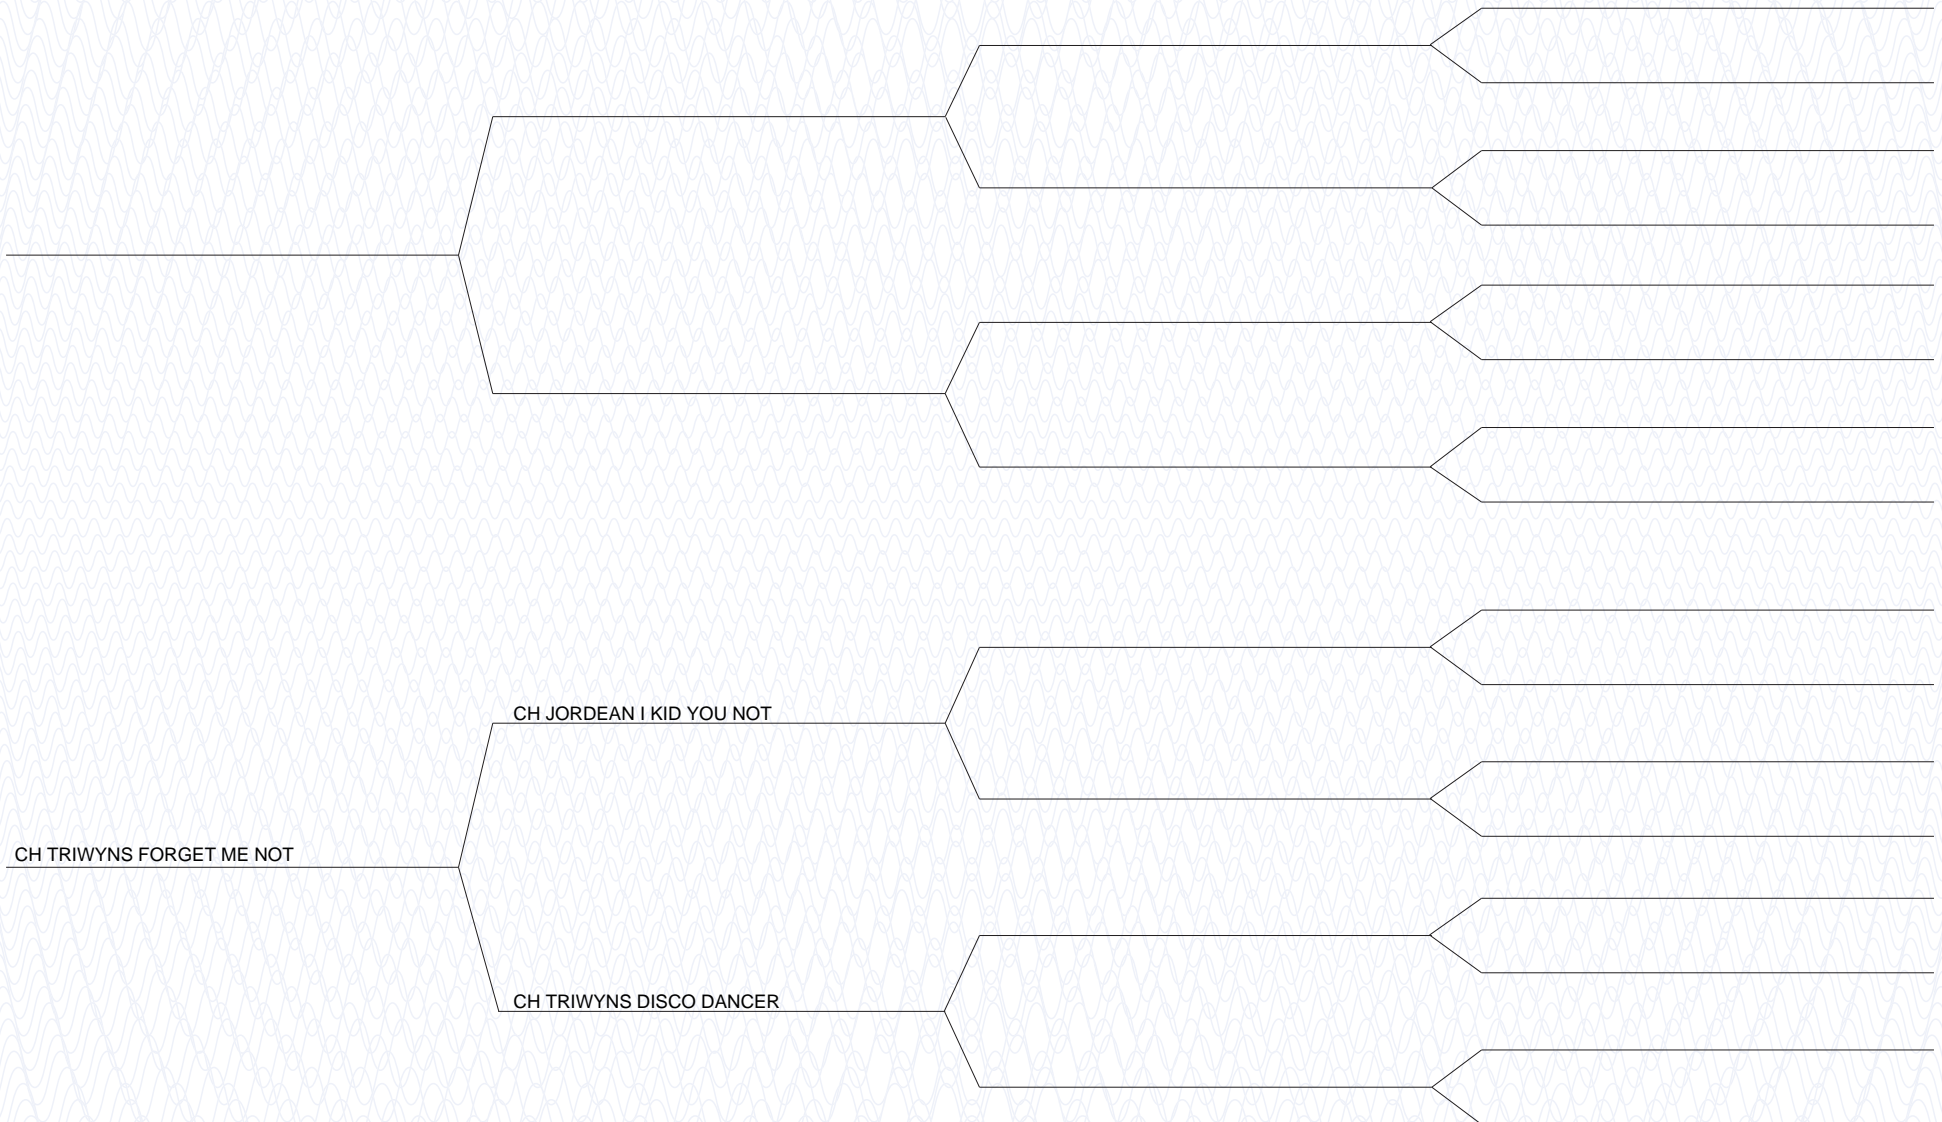 CH JORDEAN I KID YOU NOT
CH TRIWYNS FORGET ME NOT
CH TRIWYNS DISCO DANCER